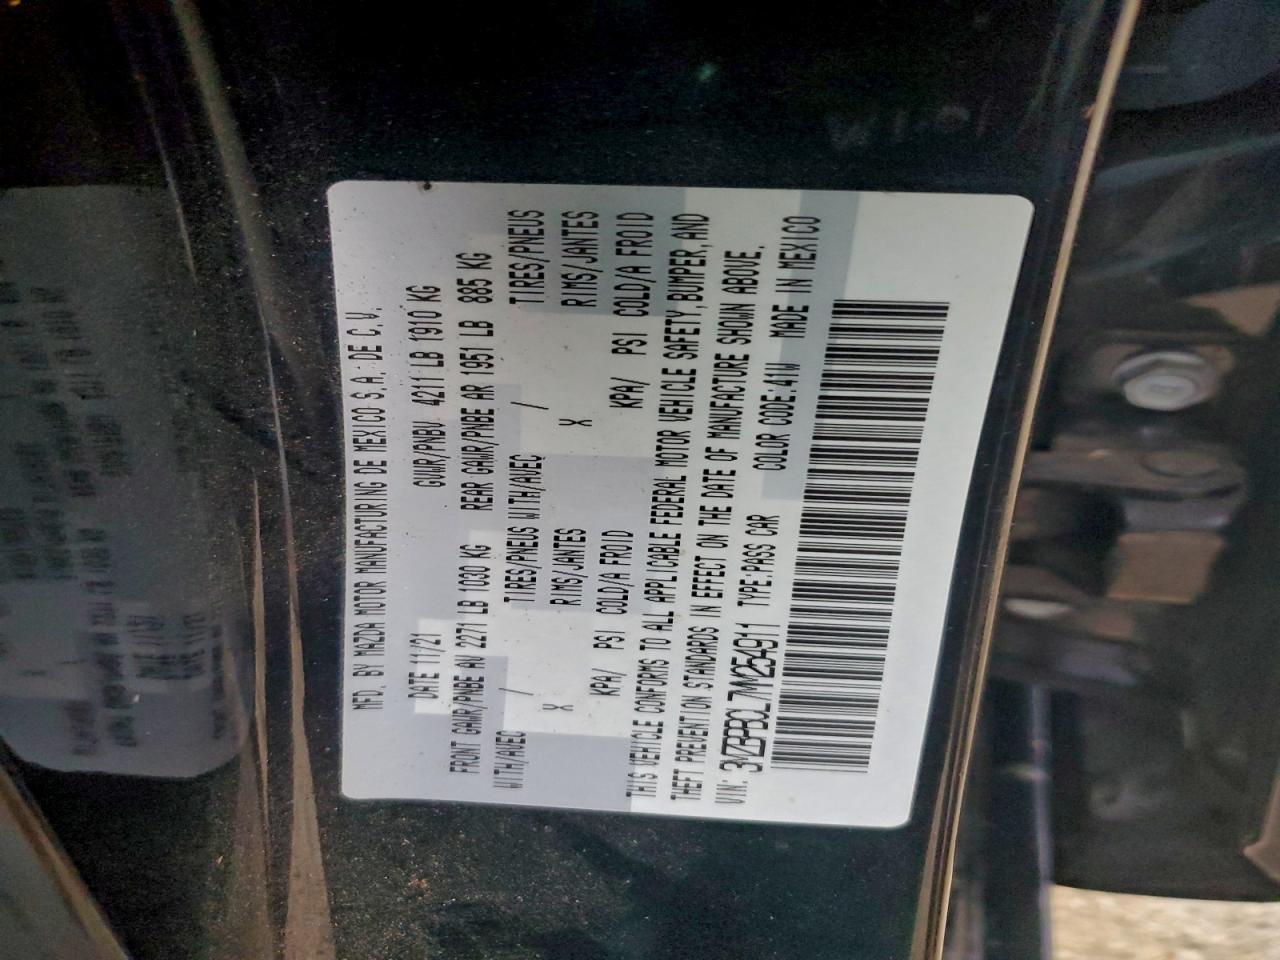 MFD. BY MAZDA MOTOR MANUFACTURING DE MEXICO S.A. DE C.V.
DATE 11/21 GVWR/PNBV 4211 LB 1910 KG
FRONT GAWR/PNBE AV 2271 LB 1030 KG REAR GAWR/PNBE AR 1951 LB 885 KG
WITH/AVEC / TIRES/PNEUS WITH/AVEC / TIRES/PNEUS
X RIMS/JANTES X RIMS/JANTES
KPA/ PSI COLD/A FROID KPA/ PSI COLD/A FROID
THIS VEHICLE CONFORMS TO ALL APPLICABLE FEDERAL MOTOR VEHICLE SAFETY, BUMPER, AND
THEFT PREVENTION STANDARDS IN EFFECT ON THE DATE OF MANUFACTURE SHOWN ABOVE.
VIN: 3MZBPBCL7NM254911 TYPE:PASS CAR COLOR CODE:41W MADE IN MEXICO